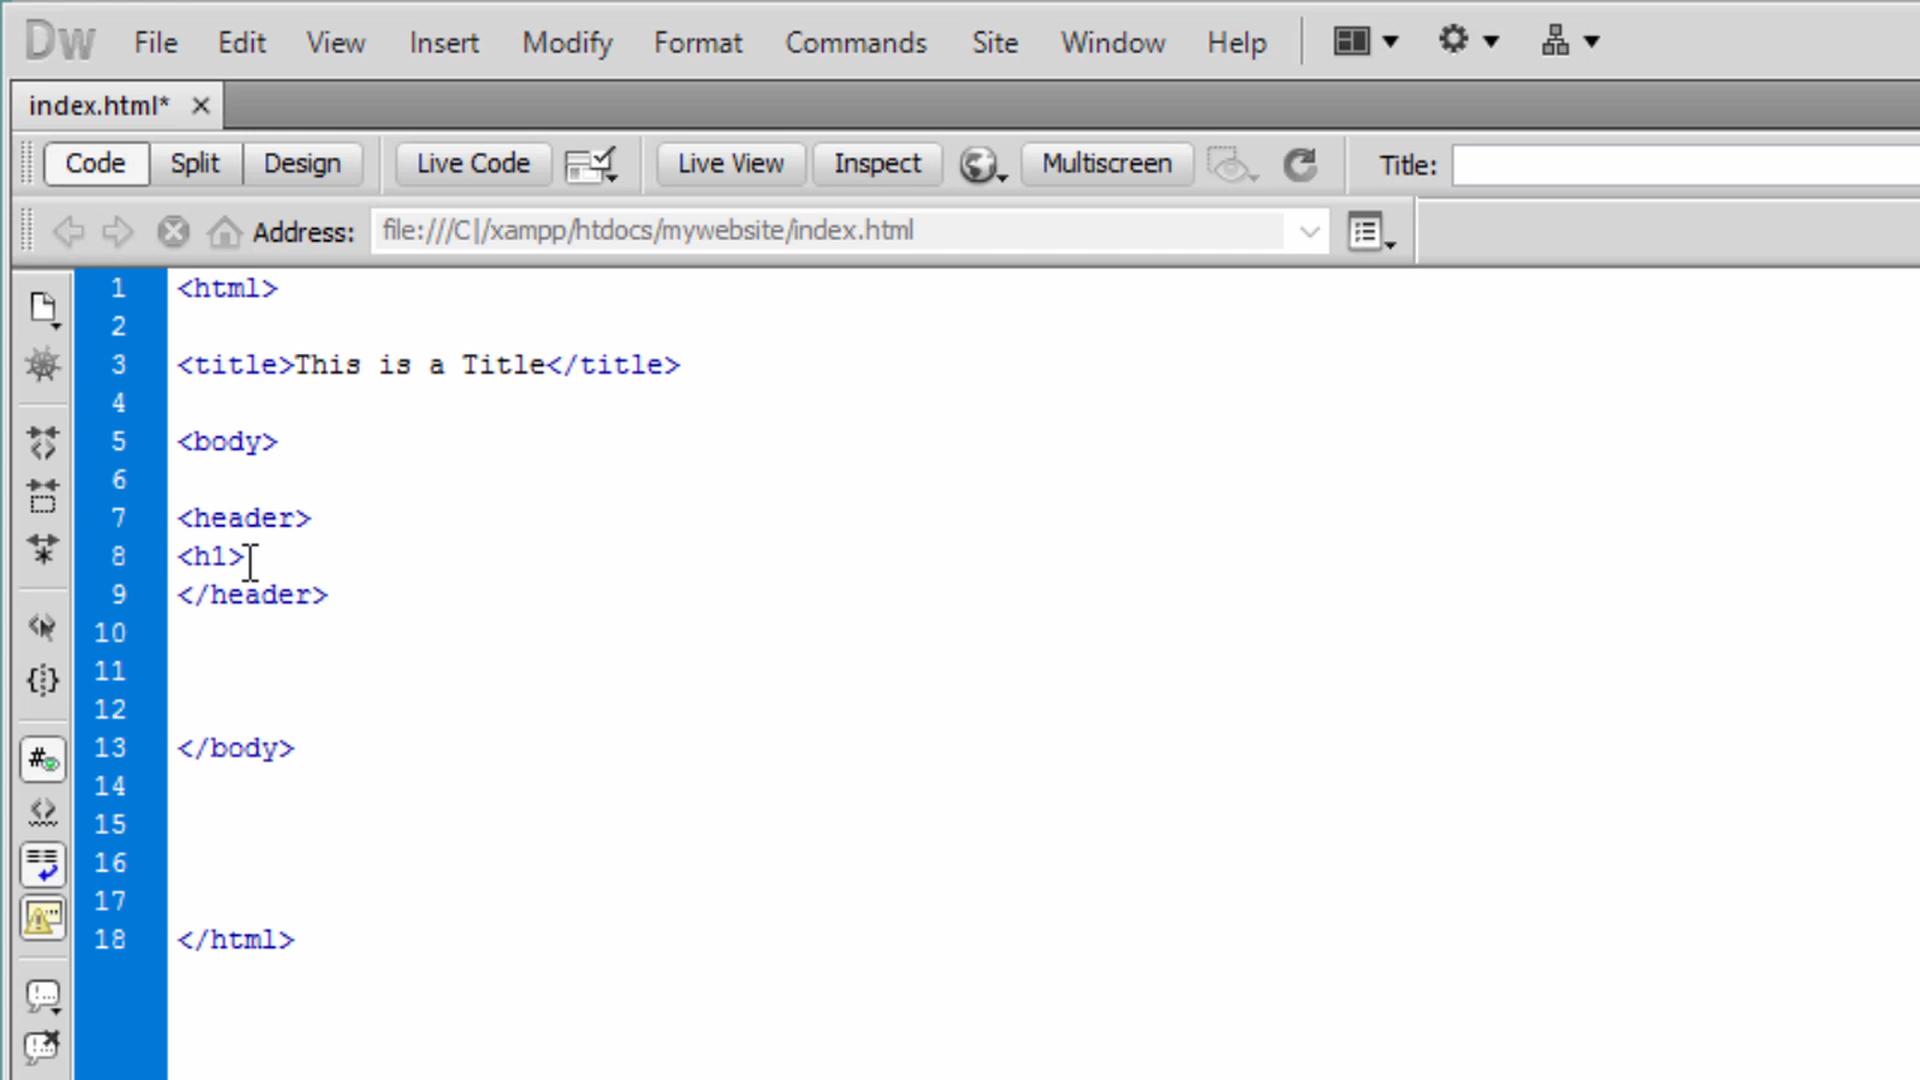 Dw File Edit View Insert Modify Format Commands Site Window Help
index.html*
Code Split Design Live Code Live View Inspect Multiscreen Title:
Address: file:///C|/xampp/htdocs/mywebsite/index.html
1 <html>
2
3 <title>This is a Title</title>
4
5 <body>
6
7 <header>
8 <h1>
9 </header>
10
11
12
13 </body>
14
15
16
17
18 </html>